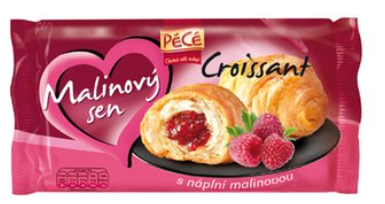 PéCé
Malinový
sen
Croissant
s náplní malinovou